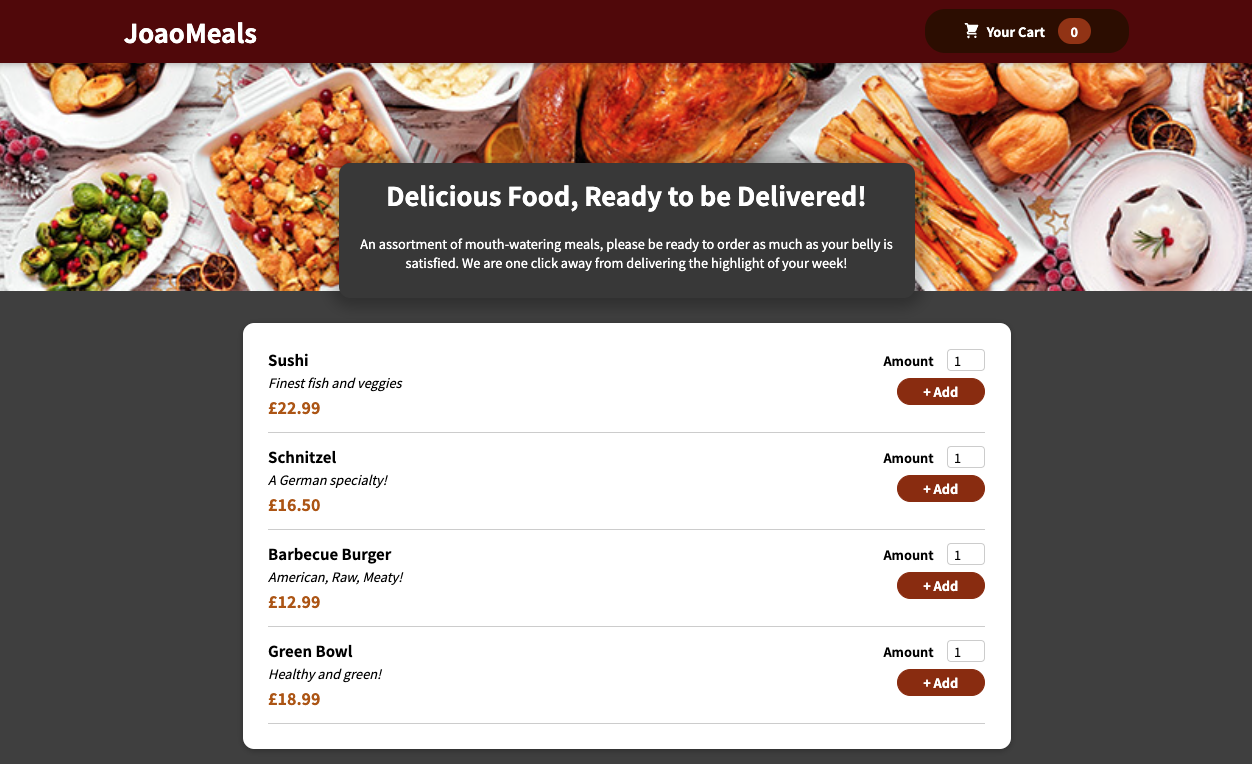 JoaoMeals
Your Cart 0
Delicious Food, Ready to be Delivered!
An assortment of mouth-watering meals, please be ready to order as much as your belly is
satisfied. We are one click away from delivering the highlight of your week!
Sushi
Amount 1
Finest fish and veggies
+ Add
£22.99
Schnitzel
Amount 1
A German specialty!
+ Add
£16.50
Barbecue Burger
Amount 1
American, Raw, Meaty!
+ Add
£12.99
Green Bowl
Amount 1
Healthy and green!
+ Add
£18.99